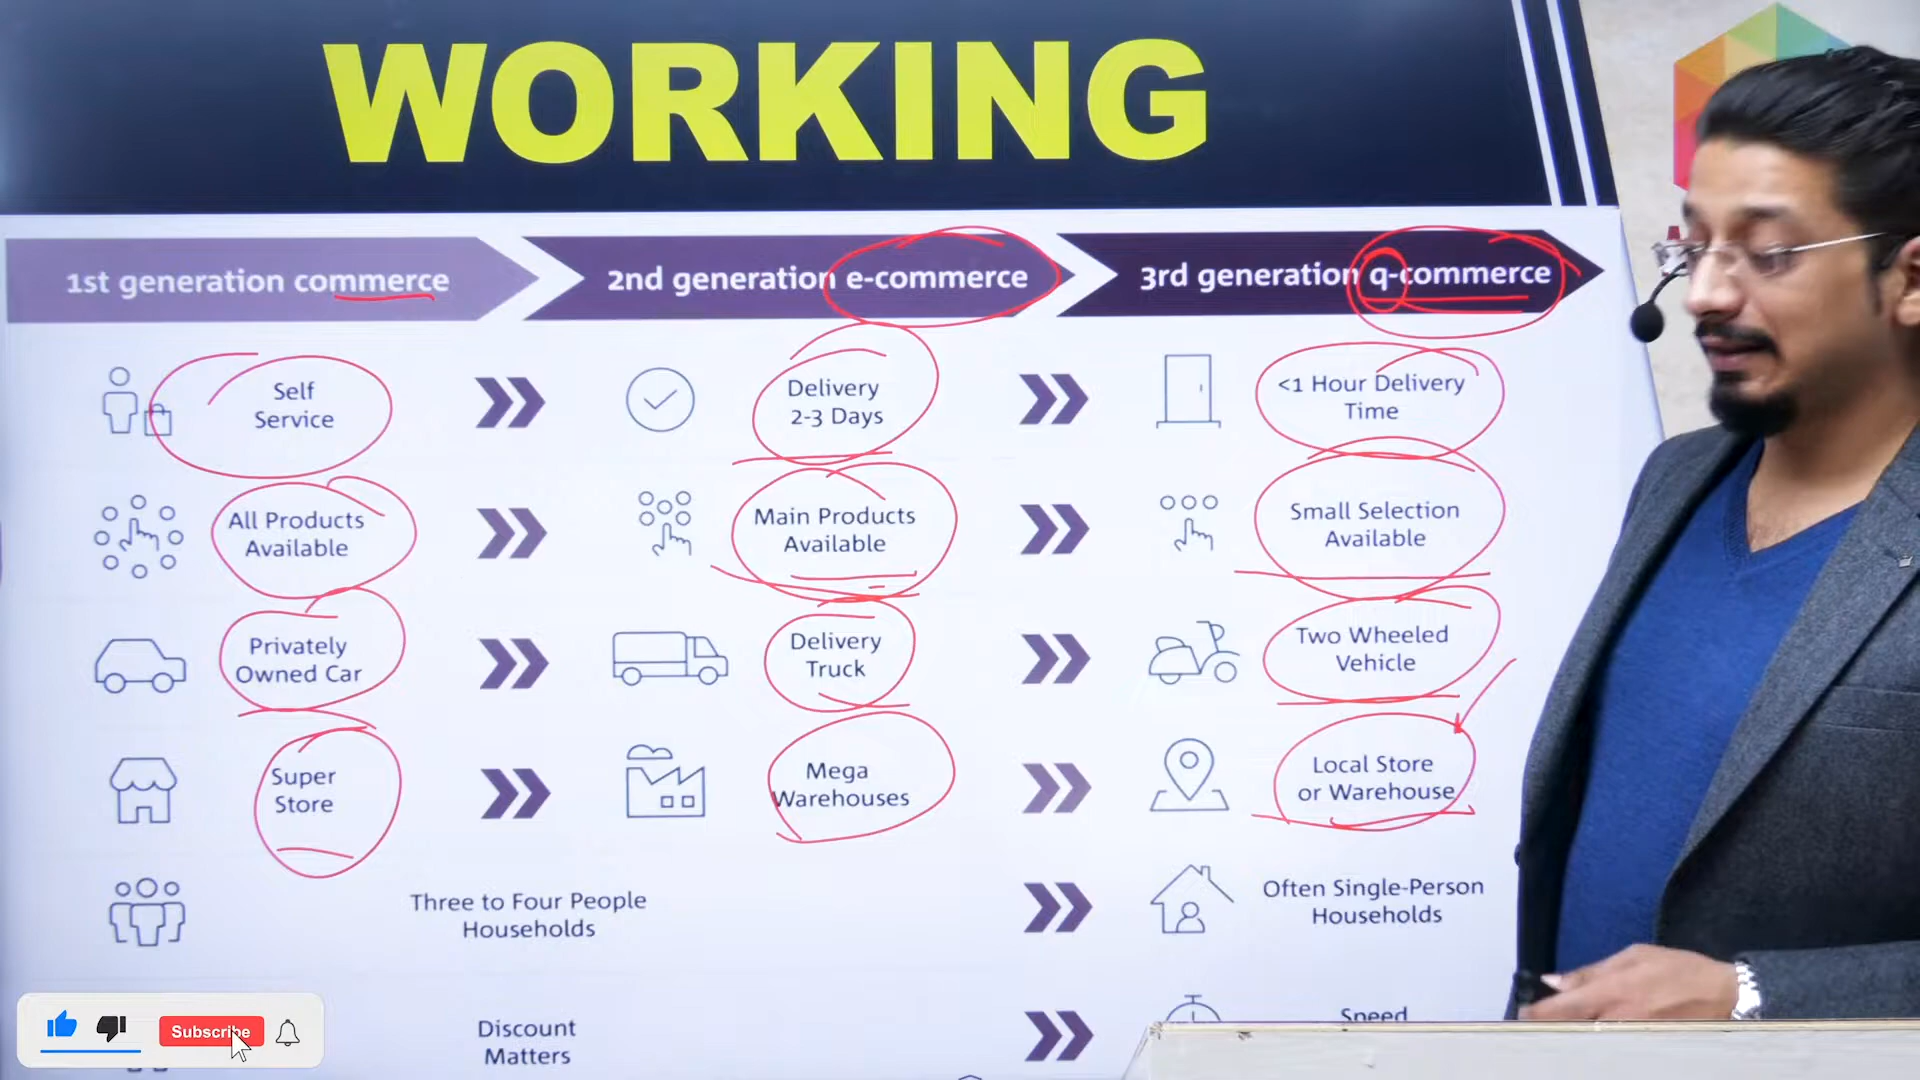 WORKING
1st generation commerce
2nd generation e-commerce
3rd generation q-commerce
Self
Service
Delivery
2-3 Days
<1 Hour Delivery
Time
All Products
Available
Main Products
Available
Small Selection
Available
Privately
Owned Car
Delivery
Truck
Two Wheeled
Vehicle
Super
Store
Mega
Warehouses
Local Store
or Warehouse
Three to Four People
Households
Often Single-Person
Households
Discount
Matters
Speed
Subscribe